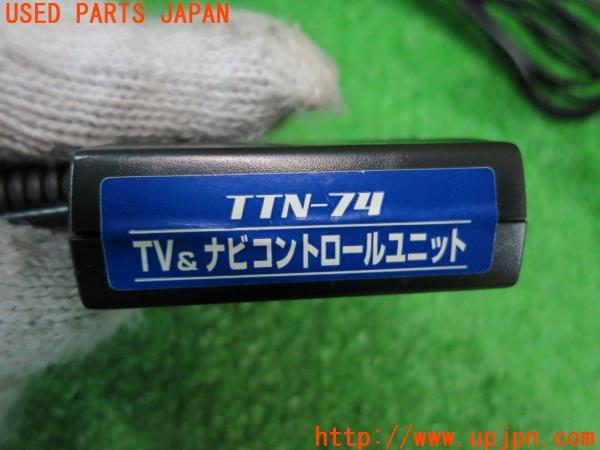 USED PARTS JAPAN
TTN-74
TV & ナビコントロールユニット
http://www.upjpn.com